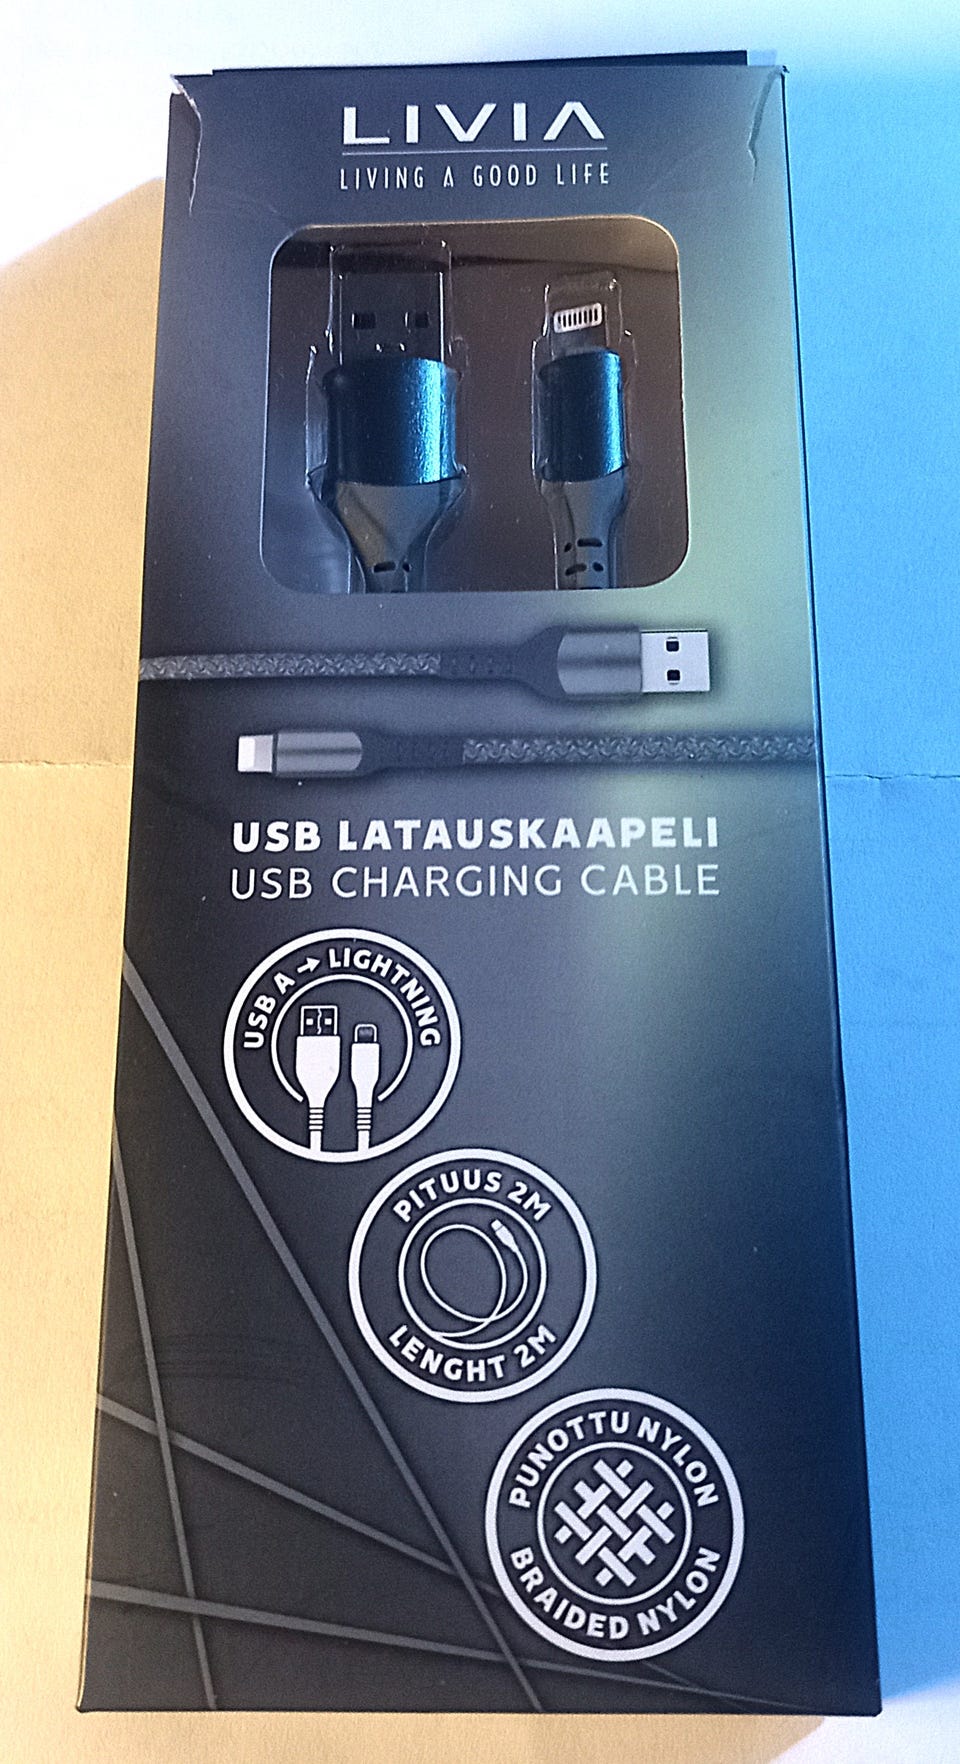 LIVIA
LIVING A GOOD LIFE
USB LATAUSKAAPELI
USB CHARGING CABLE
USB A → LIGHTNING
PITUUS 2M
LENGHT 2M
PUNOTTU NYLON
BRAIDED NYLON